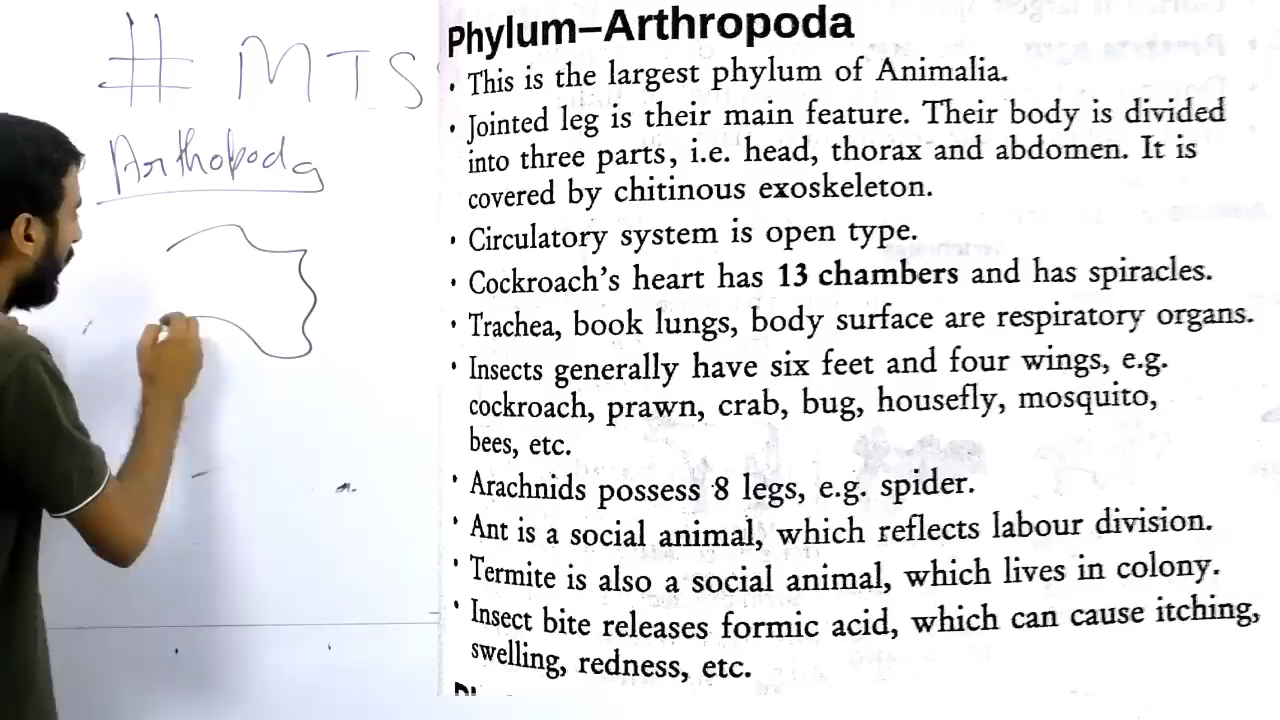 # MTS
Arthopoda
Phylum–Arthropoda
• This is the largest phylum of Animalia.
• Jointed leg is their main feature. Their body is divided
into three parts, i.e. head, thorax and abdomen. It is
covered by chitinous exoskeleton.
• Circulatory system is open type.
• Cockroach's heart has 13 chambers and has spiracles.
• Trachea, book lungs, body surface are respiratory organs.
• Insects generally have six feet and four wings, e.g.
cockroach, prawn, crab, bug, housefly, mosquito,
bees, etc.
• Arachnids possess 8 legs, e.g. spider.
• Ant is a social animal, which reflects labour division.
• Termite is also a social animal, which lives in colony.
• Insect bite releases formic acid, which can cause itching,
swelling, redness, etc.